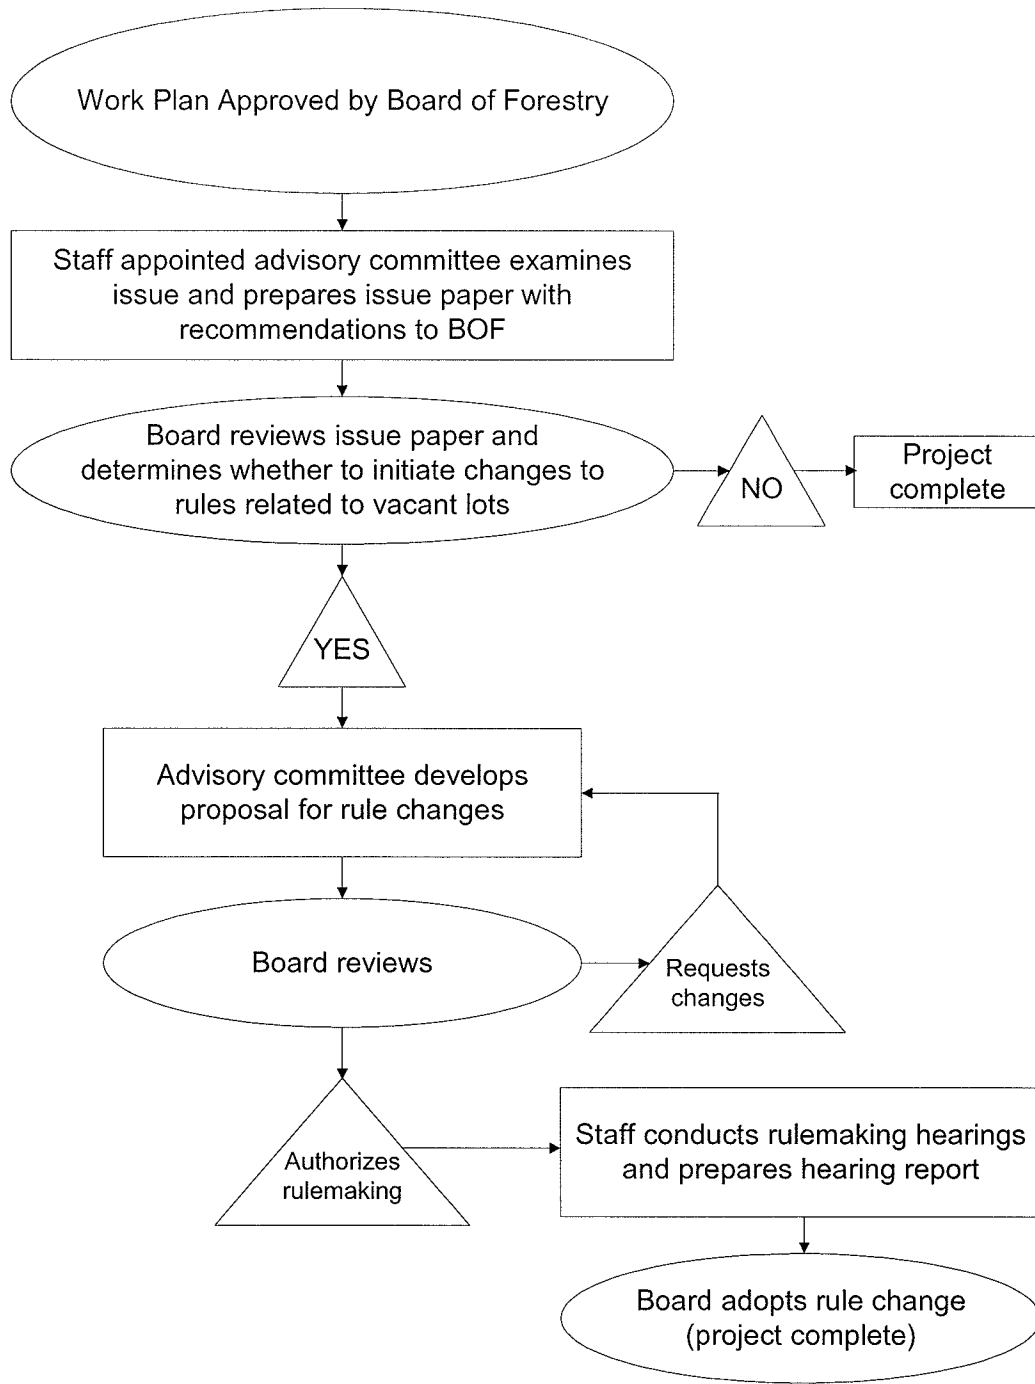 Work Plan Approved by Board of Forestry
Staff appointed advisory committee examines
issue and prepares issue paper with
recommendations to BOF
Board reviews issue paper and
determines whether to initiate changes to
rules related to vacant lots
NO
Project
complete
YES
Advisory committee develops
proposal for rule changes
Board reviews
Requests
changes
Authorizes
rulemaking
Staff conducts rulemaking hearings
and prepares hearing report
Board adopts rule change
(project complete)